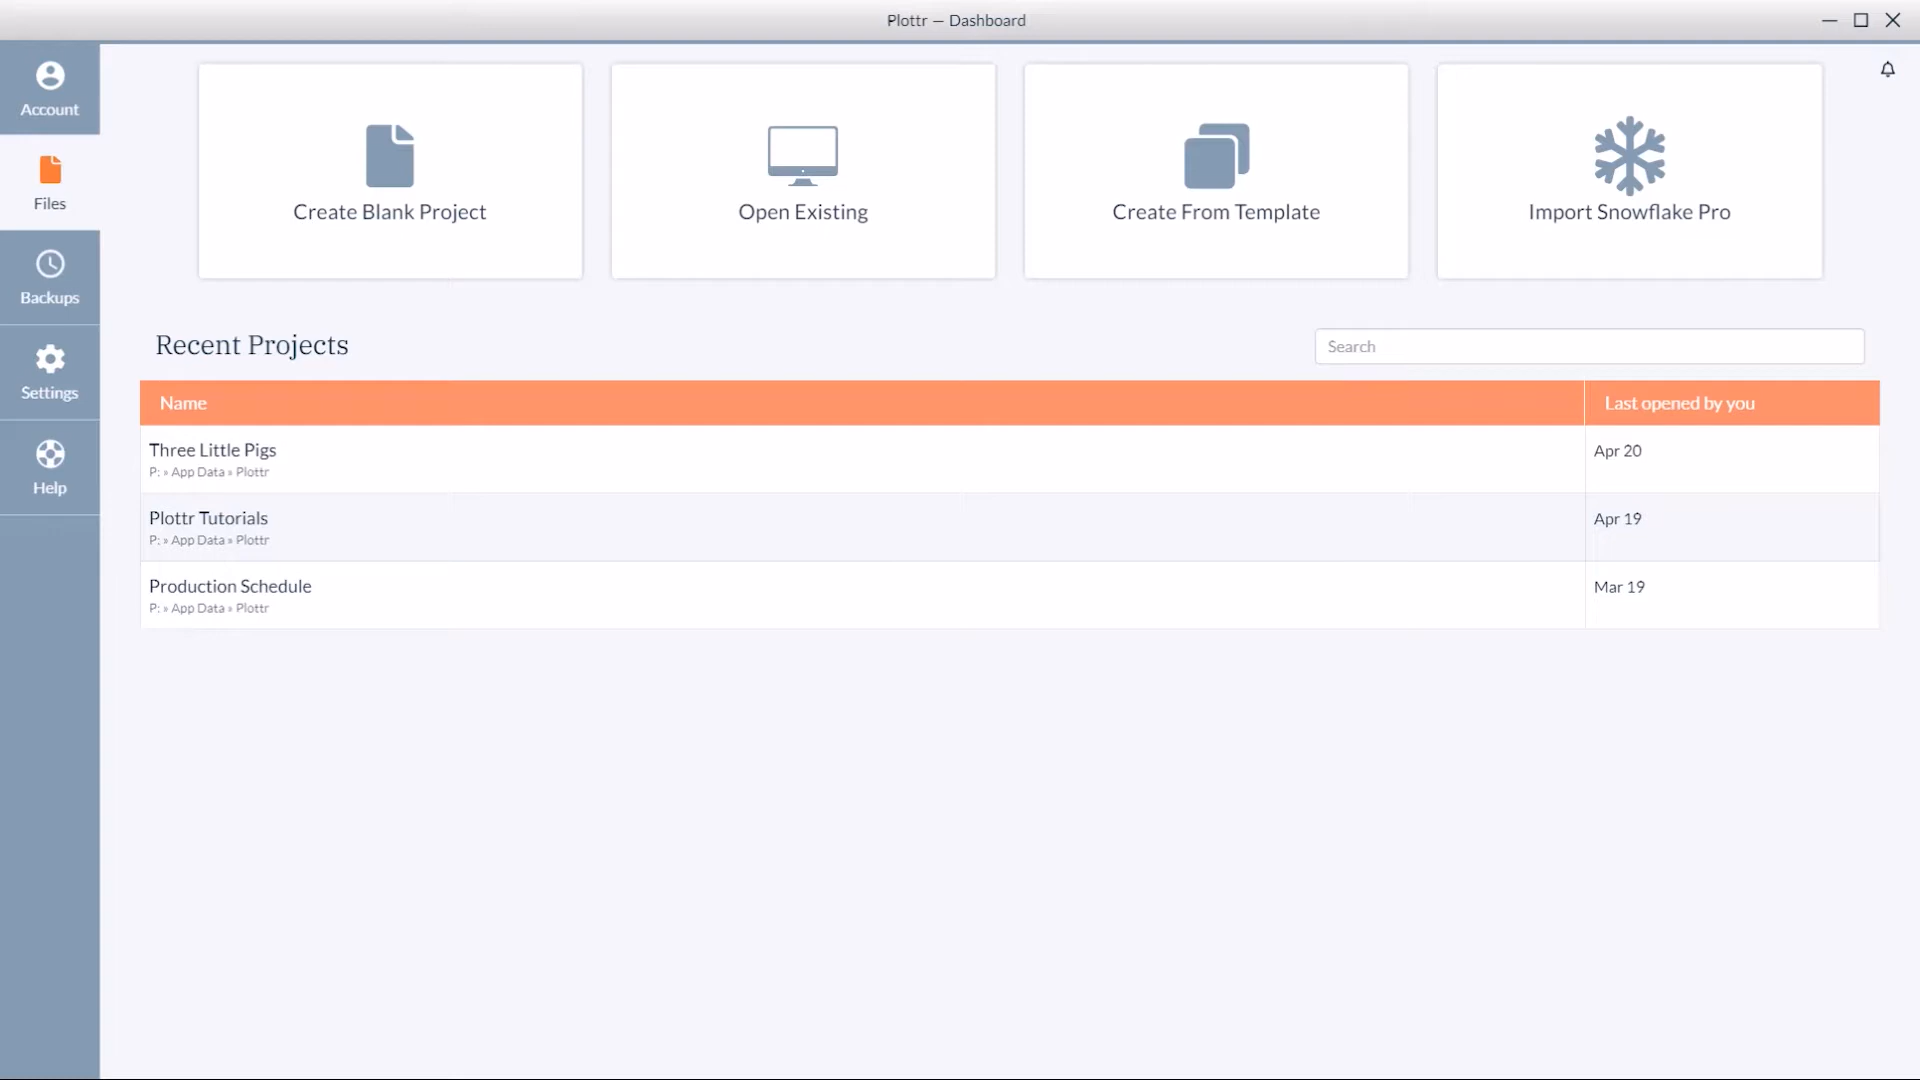 Plottr — Dashboard
Account
Files
Backups
Settings
Help
Create Blank Project
Open Existing
Create From Template
Import Snowflake Pro
Recent Projects
Search
Name
Last opened by you
Three Little Pigs
P: » App Data » Plottr
Apr 20
Plottr Tutorials
P: » App Data » Plottr
Apr 19
Production Schedule
P: » App Data » Plottr
Mar 19